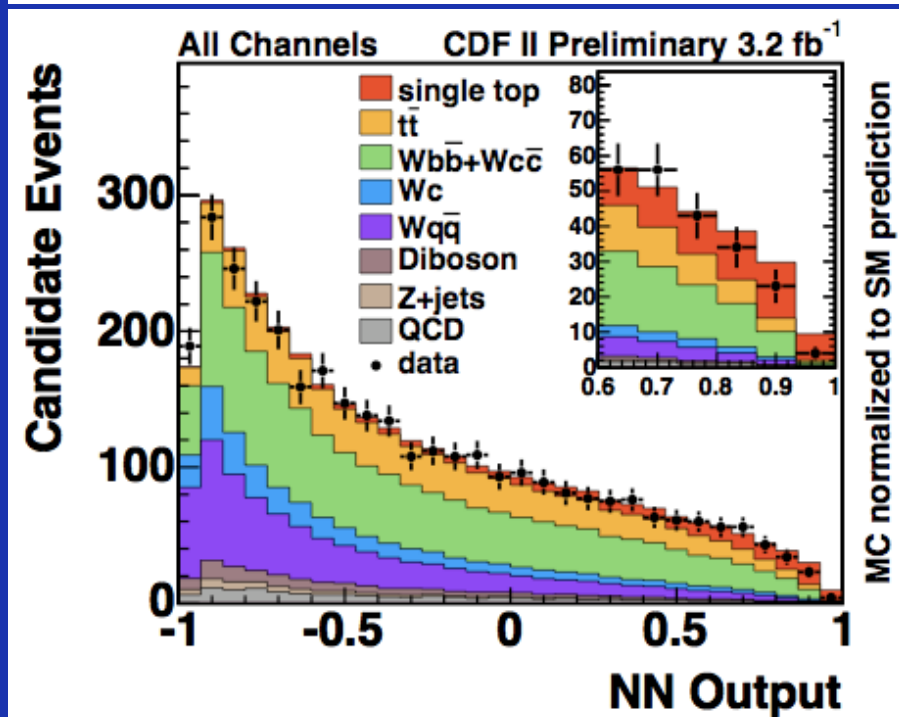 All Channels CDF II Preliminary 3.2 fb⁻¹
Candidate Events
300
200
100
0
-1 -0.5 0 0.5 1
NN Output
single top
tt̄
Wbb̄+Wcc̄
Wc
Wqq̄
Diboson
Z+jets
QCD
data
80
70
60
50
40
30
20
10
0
0.6 0.7 0.8 0.9 1
MC normalized to SM prediction